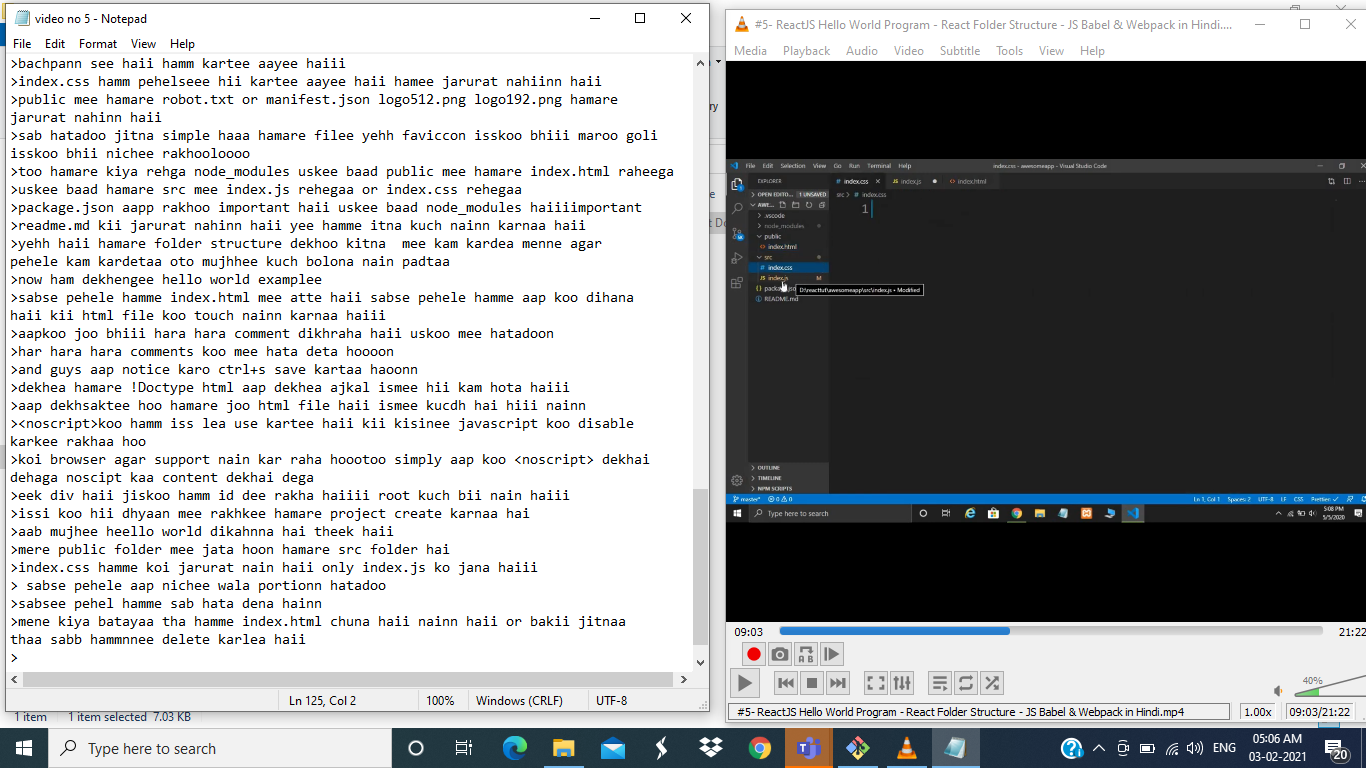 video no 5 - Notepad
File Edit Format View Help
>bachpann see haii hamm kartee aayee haiii
>index.css hamm pehelseee hii kartee aayee haii hamee jarurat nahiinn haii
>public mee hamare robot.txt or manifest.json logo512.png logo192.png hamare
jarurat nahinn haii
>sab hatadoo jitna simple haaa hamare filee yehh faviccon isskoo bhiii maroo goli
isskoo bhii nichee rakhooloooo
>too hamare kiya rehga node_modules uskee baad public mee hamare index.html raheega
>uskee baad hamare src mee index.js rehegaa or index.css rehegaa
>package.json aapp rakhoo important haii uskee baad node_modules haiiiimportant
>readme.md kii jarurat nahinn haii yee hamme itna kuch nainn karnaa haii
>yehh haii hamare folder structure dekhoo kitna  mee kam kardea menne agar
pehele kam kardetaa oto mujhhee kuch bolona nain padtaa
>now ham dekhengee hello world examplee
>sabse pehele hamme index.html mee atte haii sabse pehele hamme aap koo dihana
haii kii html file koo touch nainn karnaa haiii
>aapkoo joo bhiii hara hara comment dikhraha haii uskoo mee hatadoon
>har hara hara comments koo mee hata deta hoooon
>and guys aap notice karo ctrl+s save kartaa haoonn
>dekhea hamare !Doctype html aap dekhea ajkal ismee hii kam hota haiii
>aap dekhsaktee hoo hamare joo html file haii ismee kucdh hai hiii nainn
><noscript>koo hamm iss lea use kartee haii kii kisinee javascript koo disable
karkee rakhaa hoo
>koi browser agar support nain kar raha hoootoo simply aap koo <noscript> dekhai
dehaga noscipt kaa content dekhai dega
>eek div haii jiskoo hamm id dee rakha haiiii root kuch bii nain haiii
>issi koo hii dhyaan mee rakhkee hamare project create karnaa hai
>aab mujhee heello world dikahnna hai theek haii
>mere public folder mee jata hoon hamare src folder hai
>index.css hamme koi jarurat nain haii only index.js ko jana haiii
> sabse pehele aap nichee wala portionn hatadoo
>sabsee pehel hamme sab hata dena hainn
>mene kiya batayaa tha hamme index.html chuna haii nainn haii or bakii jitnaa
thaa sabb hammnnee delete karlea haii
>
Ln 125, Col 2 100% Windows (CRLF) UTF-8
1 item 1 item selected 7.03 KB
#5- ReactJS Hello World Program - React Folder Structure - JS Babel & Webpack in Hindi....
Media Playback Audio Video Subtitle Tools View Help
File Edit Selection View Go Run Terminal Help
index.css - awesomeapp - Visual Studio Code
EXPLORER
OPEN EDITO... 1 UNSAVED
AWE...
.vscode
node_modules
public
index.html
src
index.css
index.js M
README.md
index.css index.js index.html
src > # index.css
1
D:\reacttut\awesomeapp\src\index.js • Modified
OUTLINE
TIMELINE
NPM SCRIPTS
master* 0 0
Ln 1, Col 1 Spaces: 2 UTF-8 LF CSS Prettier: ✓
Type here to search
5:08 PM
5/5/2020
09:03 21:22
AB
40%
#5- ReactJS Hello World Program - React Folder Structure - JS Babel & Webpack in Hindi.mp4 1.00x 09:03/21:22
Type here to search
ENG
05:06 AM
03-02-2021
20